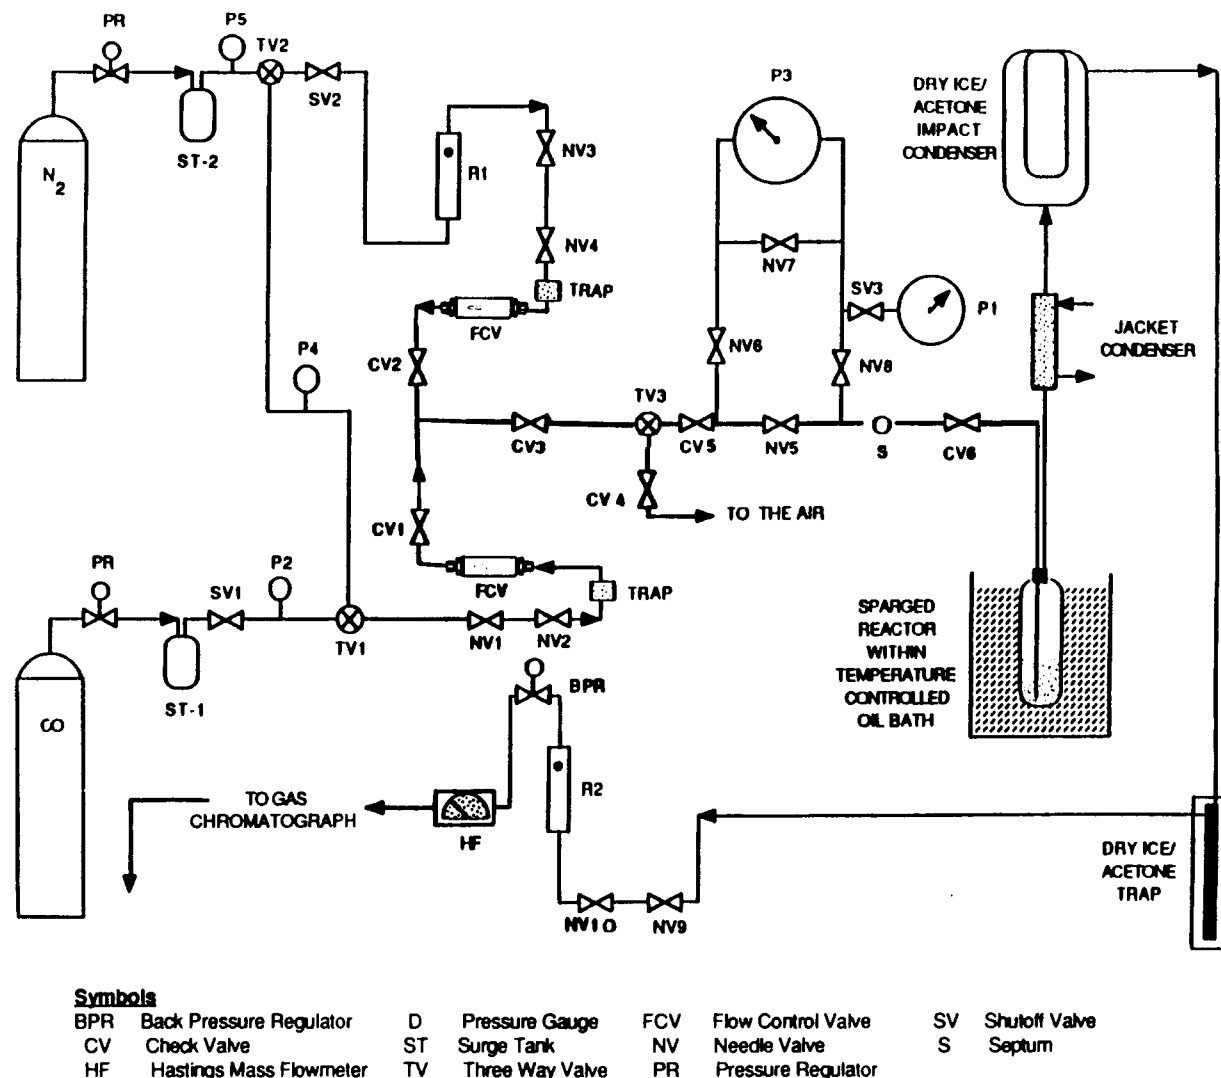 PR
P5
TV2
SV2
ST-2
N2
R1
NV3
NV4
TRAP
FCV
CV2
P4
P3
NV7
SV3
P1
NV6
NV8
TV3
CV3
CV5
NV5
S
CV6
CV4
TO THE AIR
CV1
DRY ICE/
ACETONE
IMPACT
CONDENSER
JACKET
CONDENSER
PR
SV1
P2
FCV
TRAP
TV1
NV1
NV2
ST-1
CO
SPARGED
REACTOR
WITHIN
TEMPERATURE
CONTROLLED
OIL BATH
BPR
R2
TO GAS
CHROMATOGRAPH
HF
NV10
NV9
DRY ICE/
ACETONE
TRAP
Symbols
BPR Back Pressure Regulator D Pressure Gauge FCV Flow Control Valve SV Shutoff Valve
CV Check Valve ST Surge Tank NV Needle Valve S Septum
HF Hastings Mass Flowmeter TV Three Way Valve PR Pressure Regulator